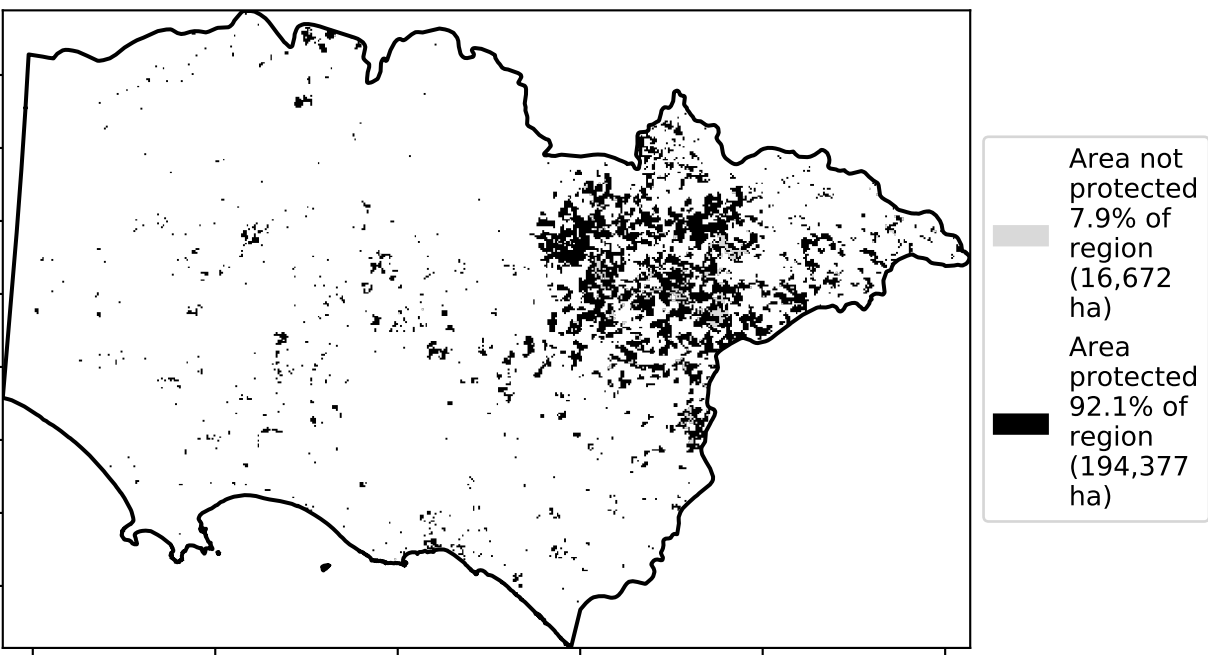 Area not
protected
7.9% of
region
(16,672
ha)
Area
protected
92.1% of
region
(194,377
ha)